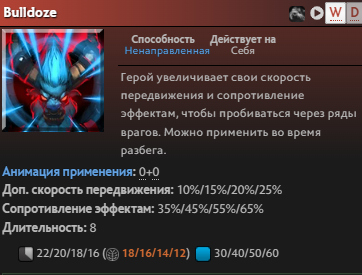 Bulldoze
W D
Способность Действует на
Ненаправленная Себя
Герой увеличивает свои скорость
передвижения и сопротивление
эффектам, чтобы пробиваться через ряды
врагов. Можно применить во время
разбега.
Анимация применения: 0+0
Доп. скорость передвижения: 10%/15%/20%/25%
Сопротивление эффектам: 35%/45%/55%/65%
Длительность: 8
22/20/18/16 (18/16/14/12) 30/40/50/60